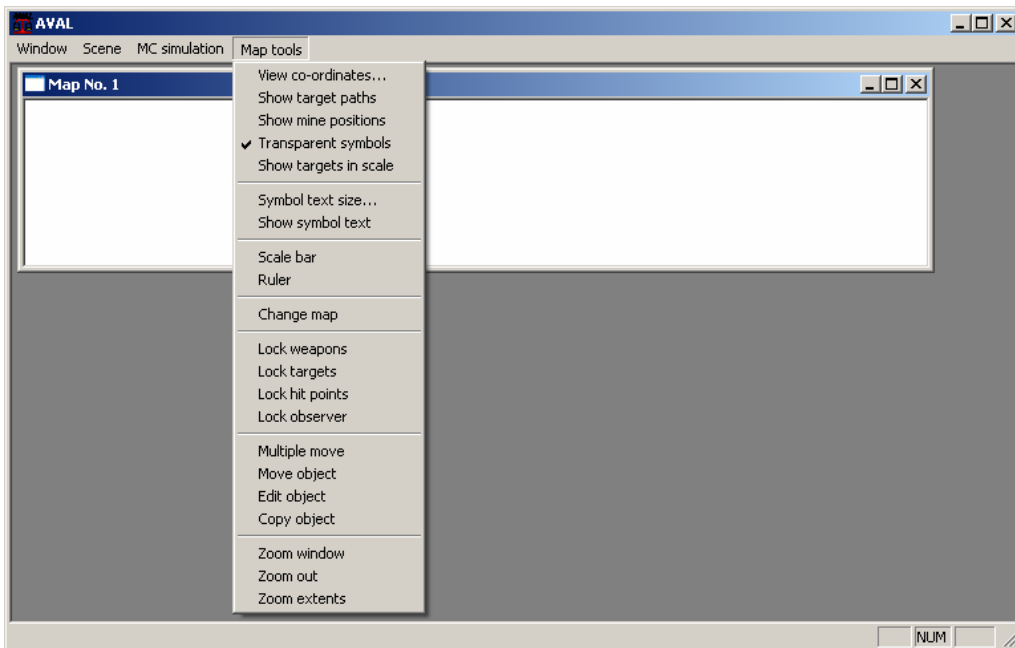 AVAL
Window Scene MC simulation Map tools
Map No. 1
View co-ordinates...
Show target paths
Show mine positions
Transparent symbols
Show targets in scale
Symbol text size...
Show symbol text
Scale bar
Ruler
Change map
Lock weapons
Lock targets
Lock hit points
Lock observer
Multiple move
Move object
Edit object
Copy object
Zoom window
Zoom out
Zoom extents
NUM